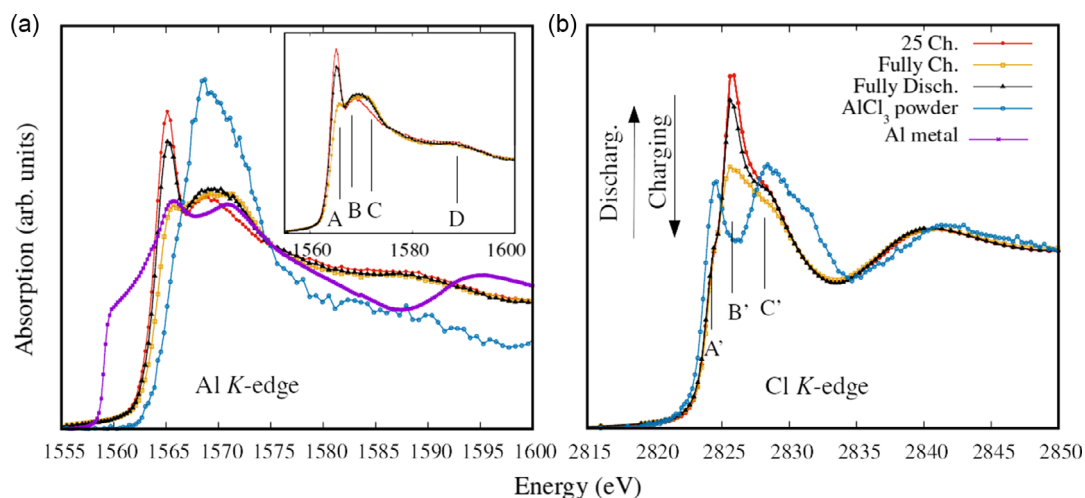 (a)
(b)
Absorption (arb. units)
1560 1580 1600
A
B
C
D
Al K-edge
1555 1560 1565 1570 1575 1580 1585 1590 1595 1600
25 Ch.
Fully Ch.
Fully Disch.
AlCl3 powder
Al metal
Discharg.
Charging
A'
B'
C'
Cl K-edge
2815 2820 2825 2830 2835 2840 2845 2850
Energy (eV)